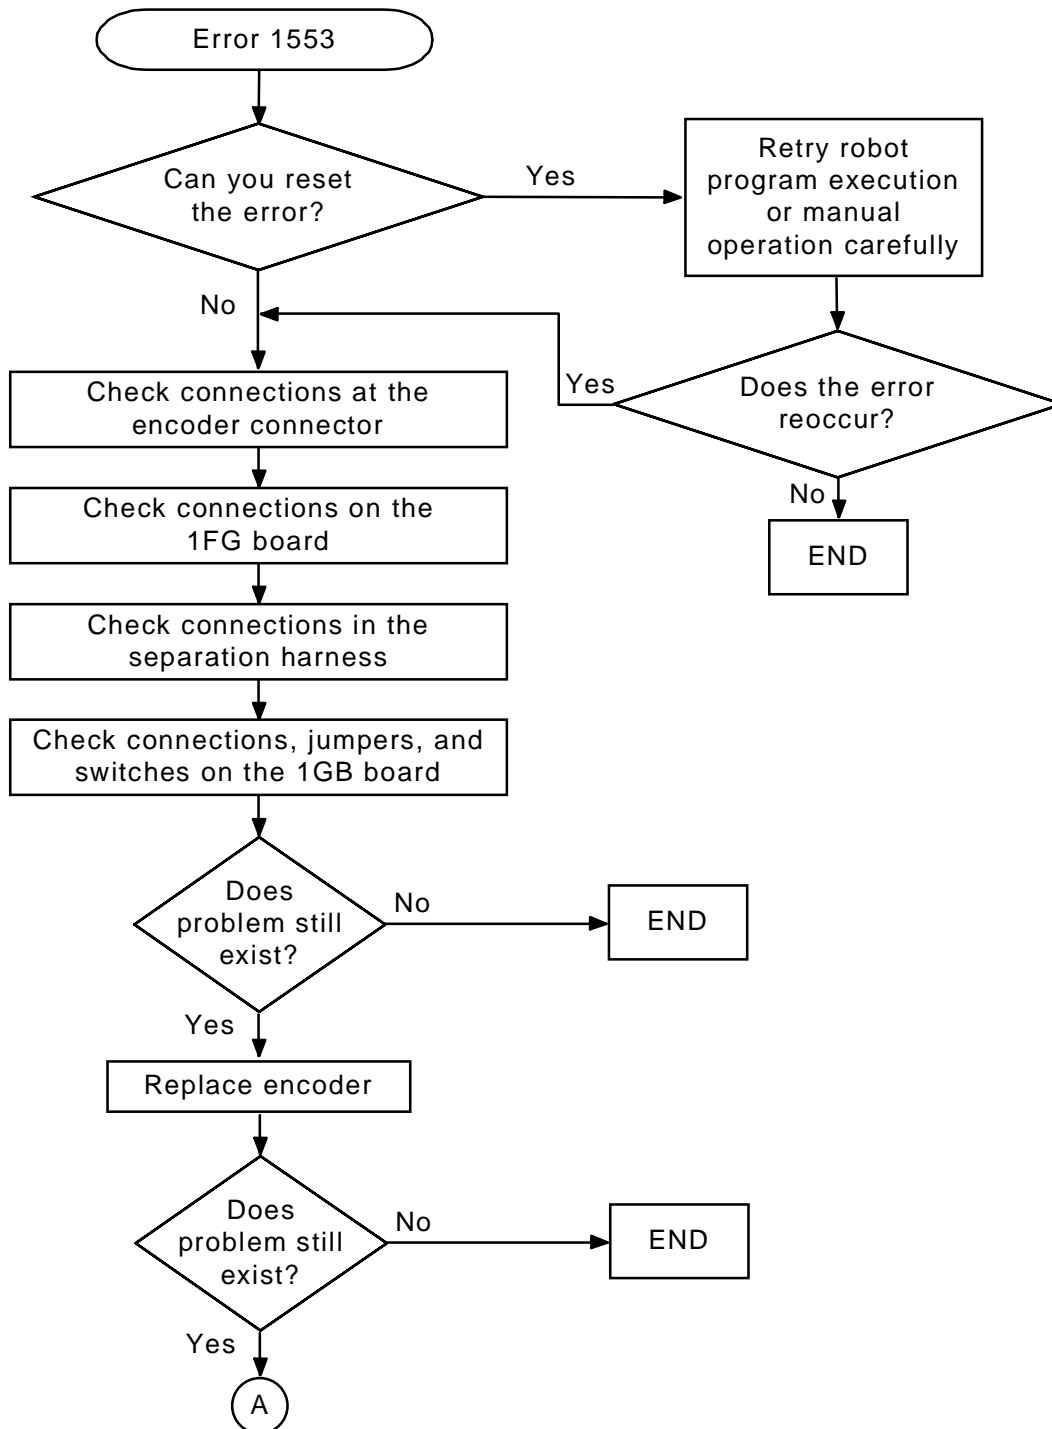 Error 1553
Can you reset
the error?
Yes
Retry robot
program execution
or manual
operation carefully
No
Does the error
reoccur?
Yes
No
END
Check connections at the
encoder connector
Check connections on the
1FG board
Check connections in the
separation harness
Check connections, jumpers, and
switches on the 1GB board
Does
problem still
exist?
No
END
Yes
Replace encoder
Does
problem still
exist?
No
END
Yes
A